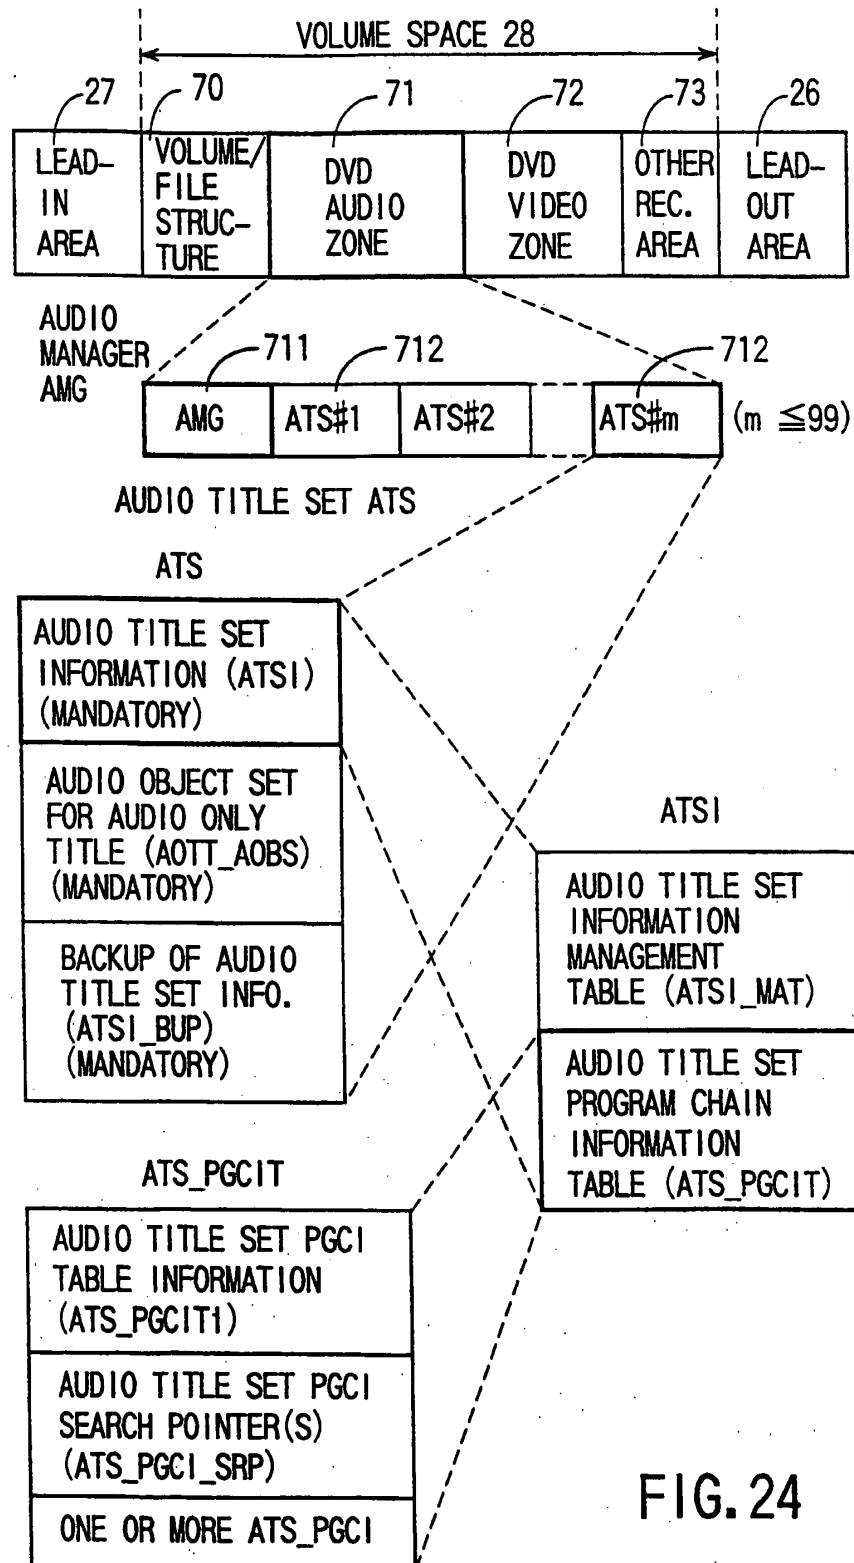 VOLUME SPACE 28
27
70
71
72
73
26
LEAD-
IN
AREA
VOLUME/
FILE
STRUC-
TURE
DVD
AUDIO
ZONE
DVD
VIDEO
ZONE
OTHER
REC.
AREA
LEAD-
OUT
AREA
AUDIO
MANAGER
AMG
711
712
712
AMG
ATS#1
ATS#2
ATS#m
(m ≦99)
AUDIO TITLE SET ATS
ATS
AUDIO TITLE SET
INFORMATION (ATSI)
(MANDATORY)
AUDIO OBJECT SET
FOR AUDIO ONLY
TITLE (AOTT_AOBS)
(MANDATORY)
BACKUP OF AUDIO
TITLE SET INFO.
(ATSI_BUP)
(MANDATORY)
ATSI
AUDIO TITLE SET
INFORMATION
MANAGEMENT
TABLE (ATSI_MAT)
AUDIO TITLE SET
PROGRAM CHAIN
INFORMATION
TABLE (ATS_PGCIT)
ATS_PGCIT
AUDIO TITLE SET PGCI
TABLE INFORMATION
(ATS_PGCITi)
AUDIO TITLE SET PGCI
SEARCH POINTER(S)
(ATS_PGCI_SRP)
ONE OR MORE ATS_PGCI
FIG.24